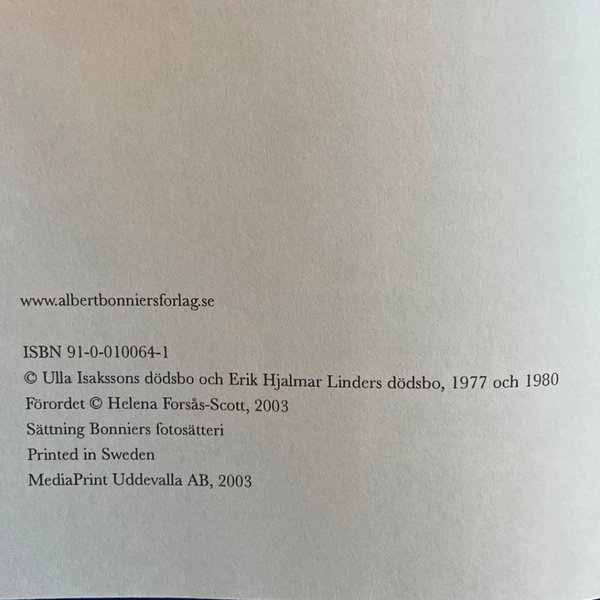 www.albertbonniersforlag.se
ISBN 91-0-010064-1
© Ulla Isakssons dödsbo och Erik Hjalmar Linders dödsbo, 1977 och 1980
Förordet © Helena Forsås-Scott, 2003
Sättning Bonniers fotosätteri
Printed in Sweden
MediaPrint Uddevalla AB, 2003